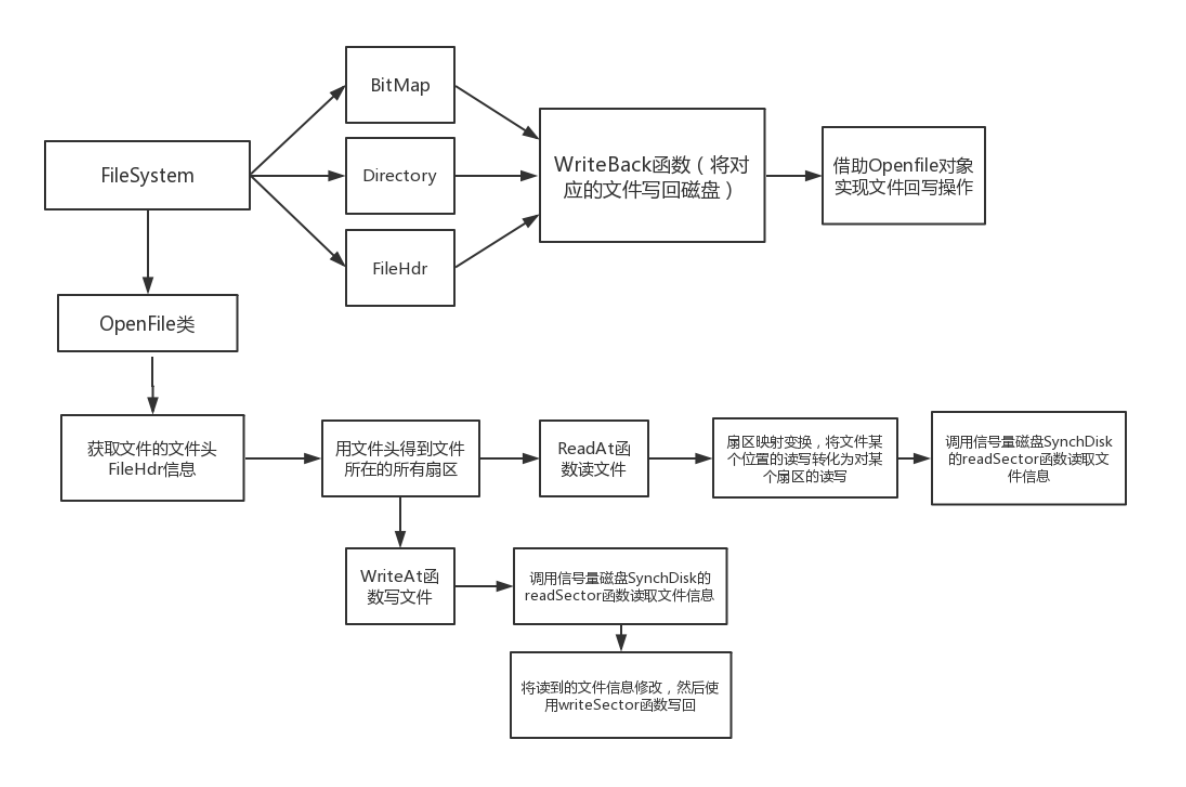 BitMap
FileSystem
Directory
FileHdr
WriteBack函数（将对
应的文件写回磁盘）
借助Openfile对象
实现文件回写操作
OpenFile类
获取文件的文件头
FileHdr信息
用文件头得到文件
所在的所有扇区
ReadAt函
数读文件
扇区映射变换，将文件某
个位置的读写转化为对某
个扇区的读写
调用信号量磁盘SynchDisk
的readSector函数读取文
件信息
WriteAt函
数写文件
调用信号量磁盘SynchDisk的
readSector函数读取文件信息
将读到的文件信息修改，然后使
用writeSector函数写回